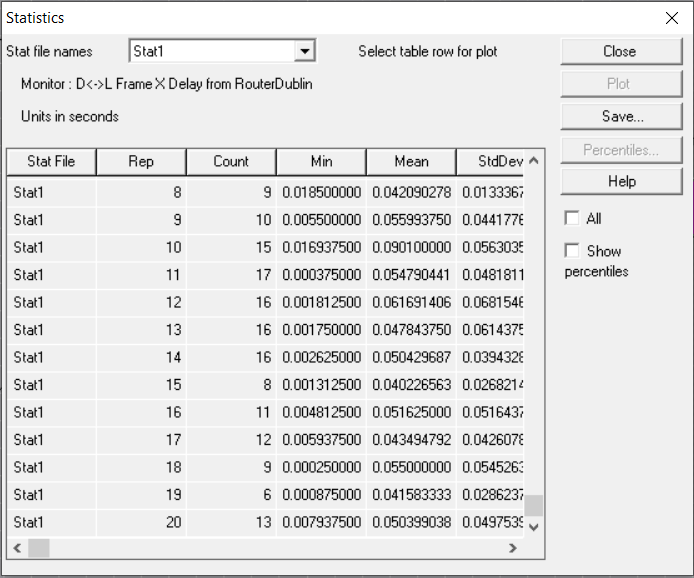 Statistics
Stat file names Stat1 Select table row for plot Close
Monitor : D<->L Frame X Delay from RouterDublin Plot
Units in seconds Save...
Percentiles...
Help
All
Show
percentiles
Stat File Rep Count Min Mean StdDev
Stat1 8 9 0.018500000 0.042090278 0.0133367
Stat1 9 10 0.005500000 0.055993750 0.0441776
Stat1 10 15 0.016937500 0.090100000 0.0563035
Stat1 11 17 0.000375000 0.054790441 0.0481811
Stat1 12 16 0.001812500 0.061691406 0.0681546
Stat1 13 16 0.001750000 0.047843750 0.0614375
Stat1 14 16 0.002625000 0.050429687 0.0394328
Stat1 15 8 0.001312500 0.040226563 0.0268214
Stat1 16 11 0.004812500 0.051625000 0.0516437
Stat1 17 12 0.005937500 0.043494792 0.0426078
Stat1 18 9 0.000250000 0.055000000 0.0545263
Stat1 19 6 0.000875000 0.041583333 0.0286237
Stat1 20 13 0.007937500 0.050399038 0.0497539